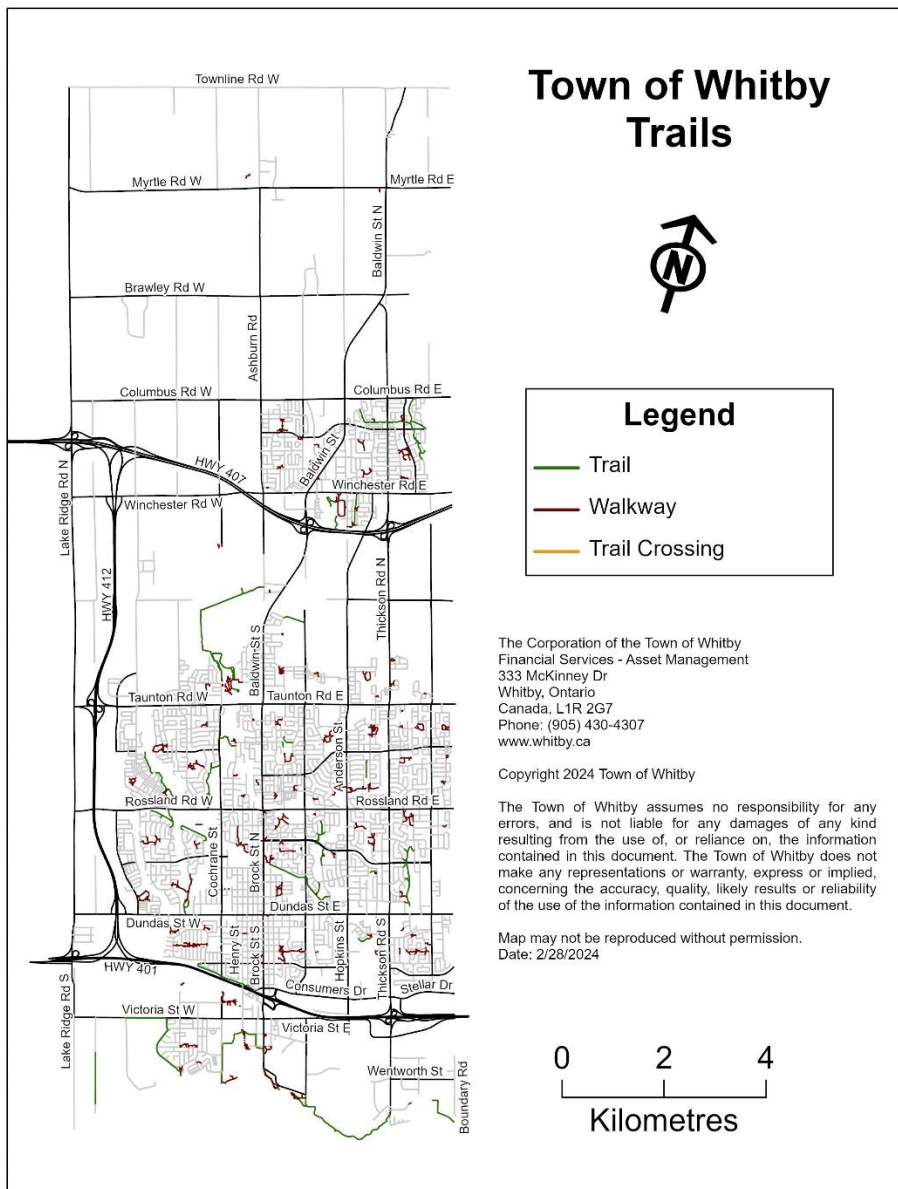 Town of Whitby
Trails
N
Legend
Trail
Walkway
Trail Crossing
The Corporation of the Town of Whitby
Financial Services - Asset Management
333 McKinney Dr
Whitby, Ontario
Canada, L1R 2G7
Phone: (905) 430-4307
www.whitby.ca
Copyright 2024 Town of Whitby
The Town of Whitby assumes no responsibility for any
errors, and is not liable for any damages of any kind
resulting from the use of, or reliance on, the information
contained in this document. The Town of Whitby does not
make any representations or warranty, express or implied,
concerning the accuracy, quality, likely results or reliability
of the use of the information contained in this document.
Map may not be reproduced without permission.
Date: 2/28/2024
0 2 4
Kilometres
Townline Rd W
Myrtle Rd W
Myrtle Rd E
Baldwin St N
Brawley Rd W
Ashburn Rd
Columbus Rd W
Columbus Rd E
Baldwin St
HWY 407
Lake Ridge Rd N
Winchester Rd W
Winchester Rd E
HWY 412
Thickson Rd N
Baldwin St S
Taunton Rd W
Taunton Rd E
Anderson St
Rossland Rd W
Rossland Rd E
Cochrane St
Brock St N
Dundas St W
Dundas St E
Henry St
Brock St S
Hopkins St
Thickson Rd S
HWY 401
Consumers Dr
Stellar Dr
Lake Ridge Rd S
Victoria St W
Victoria St E
Wentworth St
Boundary Rd